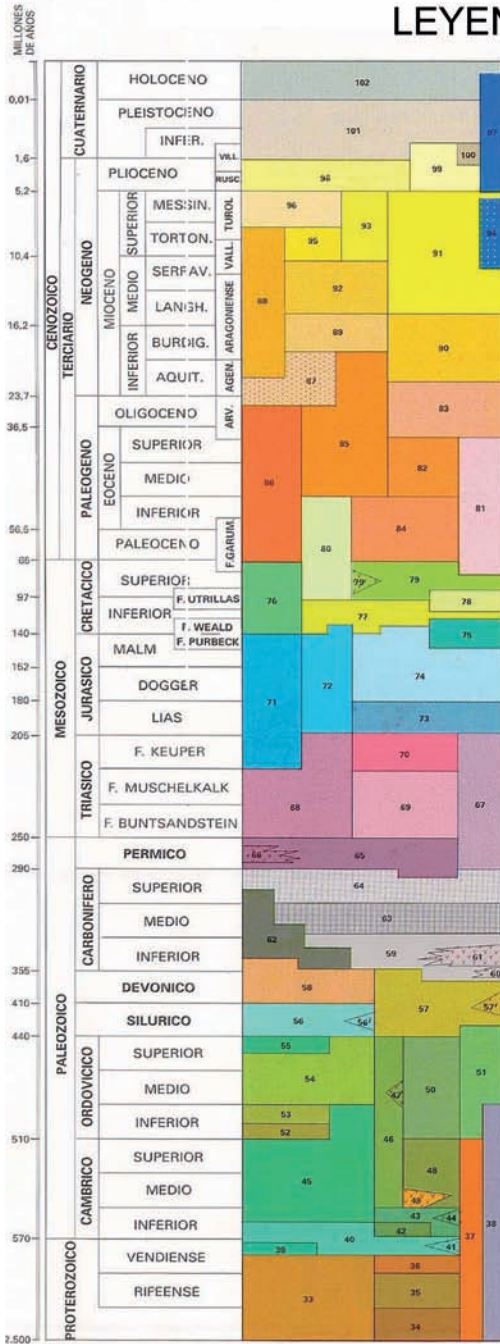 LEYEN
MILLONES
DE AÑOS
HOLOCENO
102
0,01
CUATERNARIO
PLEISTOCENO
101
97
INFER.
VILL.
100
99
1,6
PLIOCENO
RUSC.
98
5,2
MESSIN.
TUROL
96
93
94
SUPERIOR
TORTON.
VALL.
95
91
10,4
NEOGENO
MIOCENO
MEDIO
SERRAV.
ARAGONIENSE
88
92
LANGH.
16,2
INFERIOR
BURDIG.
89
90
AQUIT.
AGEN.
87
23,7
CENOZOICO
TERCIARIO
OLIGOCENO
ARV.
83
36,5
PALEOGENO
EOCENO
SUPERIOR
85
82
MEDIO
86
81
INFERIOR
84
56,5
PALEOCENO
F.GARUM.
80
65
CRETACICO
SUPERIOR
76
79'
79
97
F. UTRILLAS
78
INFERIOR
F. WEALD
77
75
140
F. PURBECK
MALM
152
MESOZOICO
JURASICO
DOGGER
71
72
74
180
LIAS
73
205
TRIASICO
F. KEUPER
70
67
F. MUSCHELKALK
68
69
F. BUNTSANDSTEIN
250
PERMICO
66
65
290
CARBONIFERO
SUPERIOR
64
MEDIO
62
63
INFERIOR
59
61
355
60
DEVONICO
58
57
57'
410
SILURICO
56
56'
440
PALEOZOICO
ORDOVICICO
SUPERIOR
55
51
MEDIO
54
47
50
INFERIOR
53
46
52
510
CAMBRICO
SUPERIOR
45
48
MEDIO
49
37
38
INFERIOR
43
44
42
570
40
41
PROTEROZOICO
VENDIENSE
39
36
RIFEENSE
33
35
34
2.500